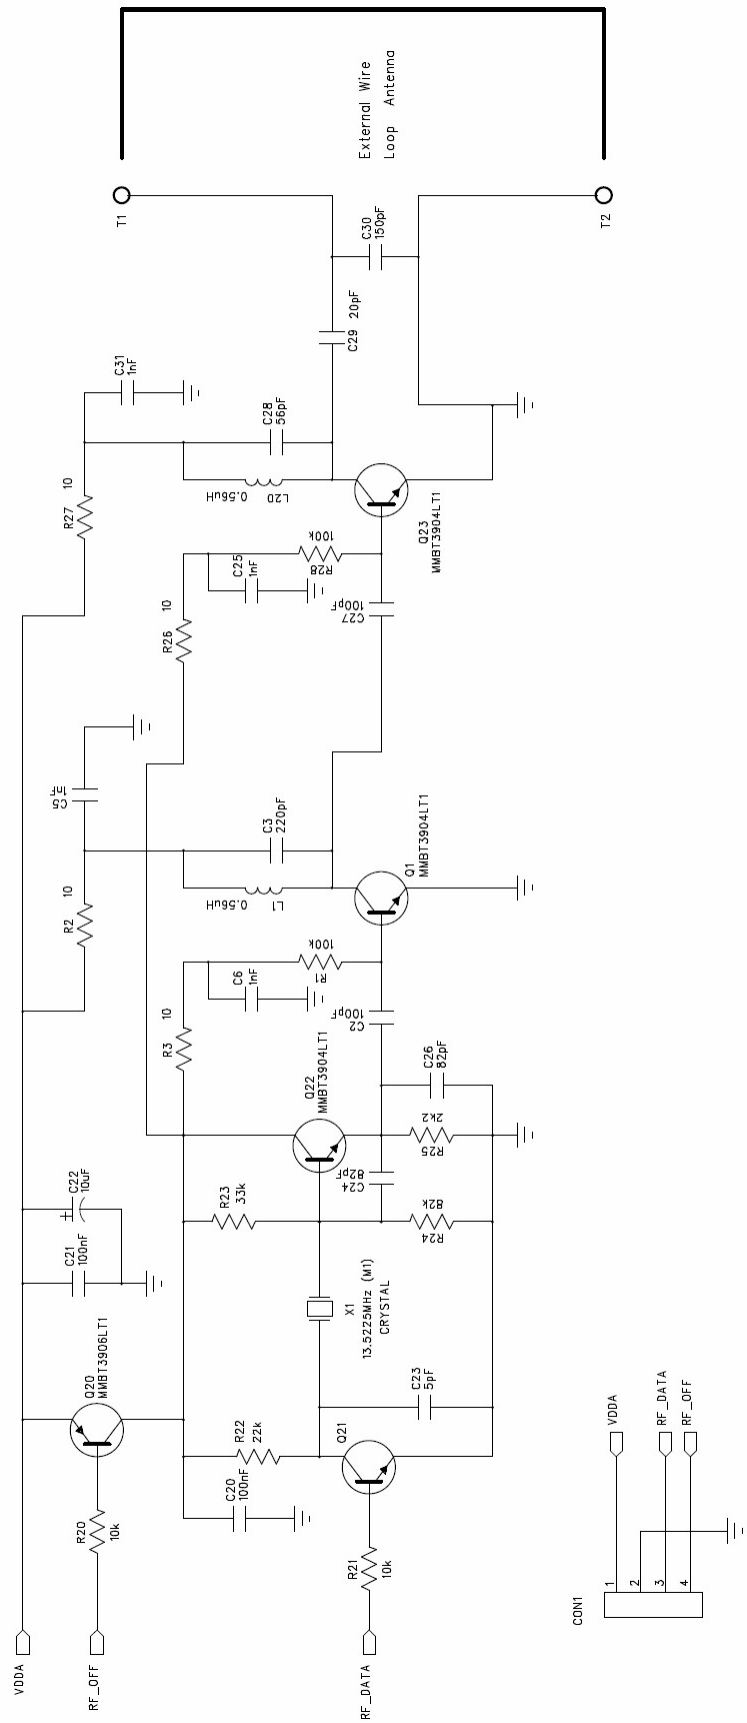 External Wire
Loop Antenna
T1
T2
C30
150pF
20pF
C29
C31
1nF
C28
56pF
0.56uH
L20
R27
10
Q23
MMBT3904LT1
100k
R28
C25
1nF
100pF
C27
R26
10
1nF
C5
C3
220pF
0.56uH
L1
Q1
MMBT3904LT1
R2
10
100k
R1
C6
1nF
100pF
C2
R3
10
Q22
MMBT3904LT1
C26
82pF
2k2
R25
82pF
C24
R23
33k
82k
R24
C22
10uF
C21
100nF
X1
13.5225MHz (M1)
CRYSTAL
Q20
MMBT3906LT1
C23
5pF
R22
22k
Q21
C20
100nF
R20
10k
R21
10k
VDDA
RF_OFF
RF_DATA
CON1
1
2
3
4
VDDA
RF_DATA
RF_OFF